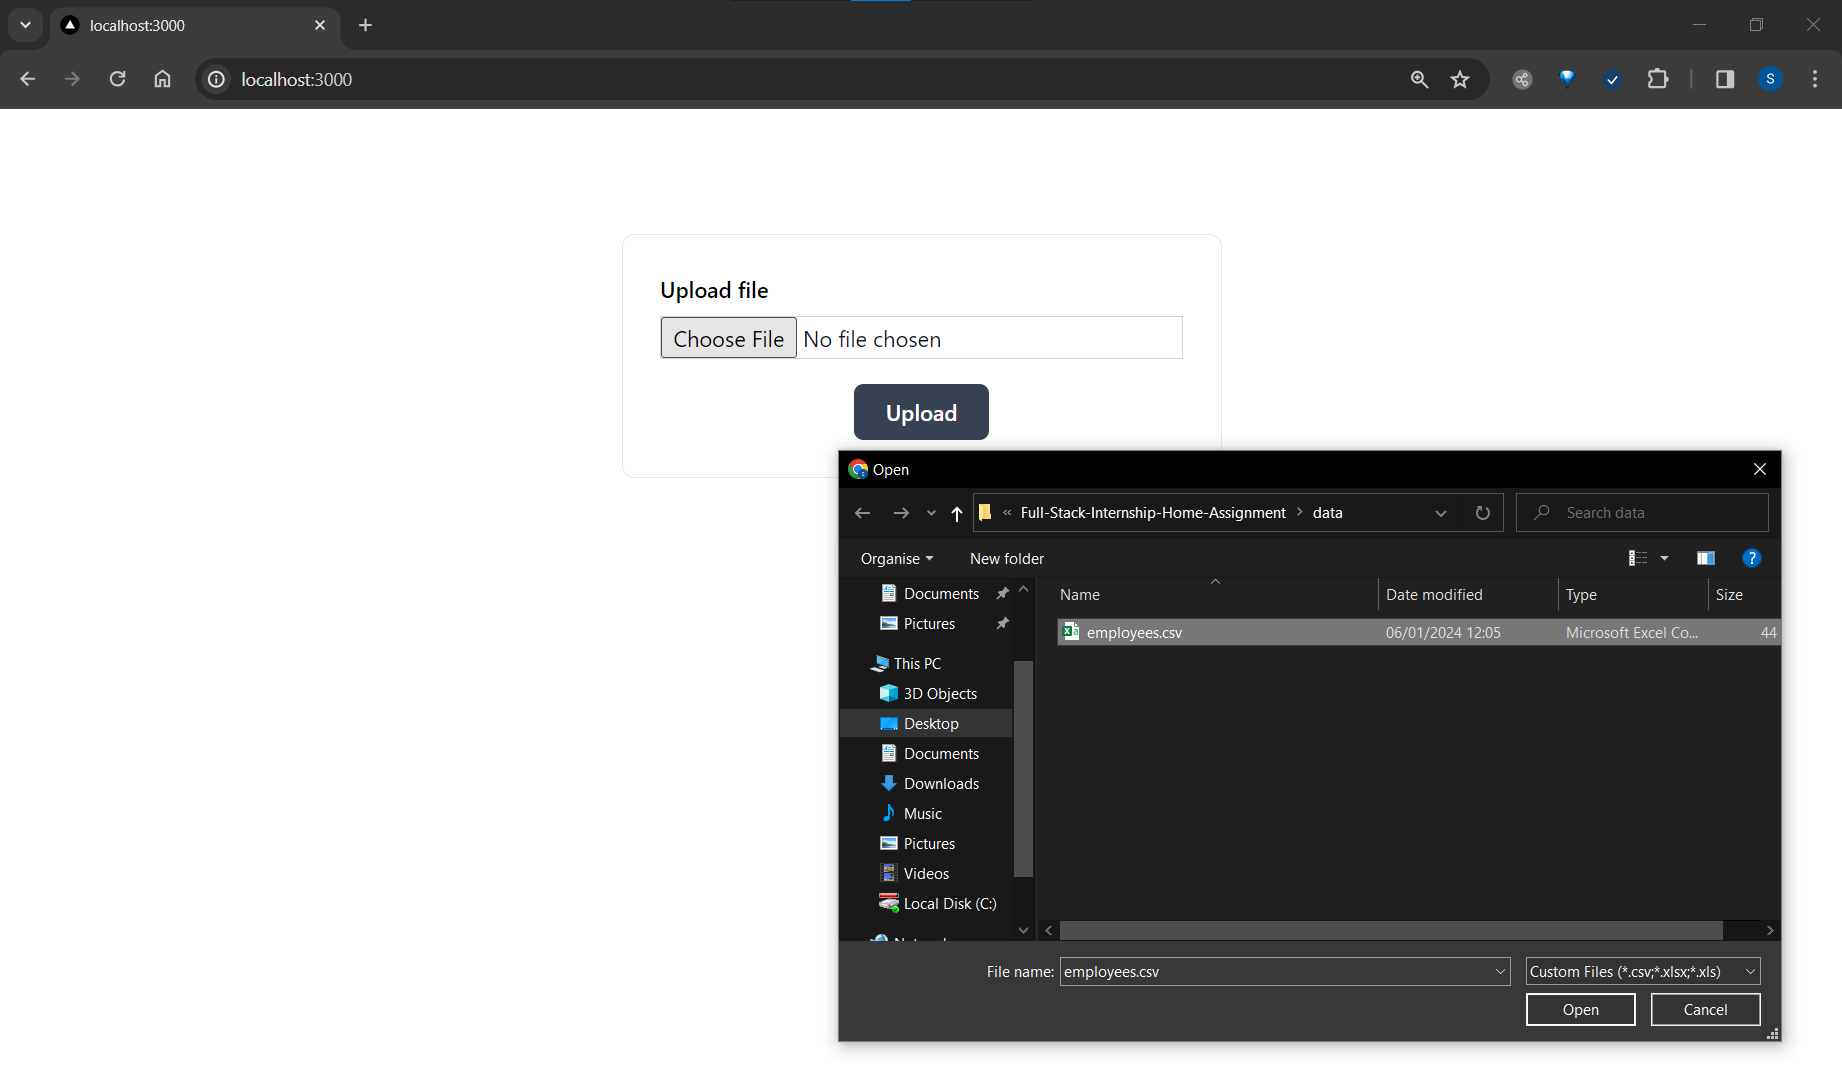 localhost:3000
localhost:3000
S
Upload file
Choose File No file chosen
Upload
Open
« Full-Stack-Internship-Home-Assignment > data
Search data
Organise New folder
?
Name Date modified Type Size
employees.csv 06/01/2024 12:05 Microsoft Excel Co... 44
Documents
Pictures
This PC
3D Objects
Desktop
Documents
Downloads
Music
Pictures
Videos
Local Disk (C:)
File name: employees.csv Custom Files (*.csv;*.xlsx;*.xls)
Open Cancel